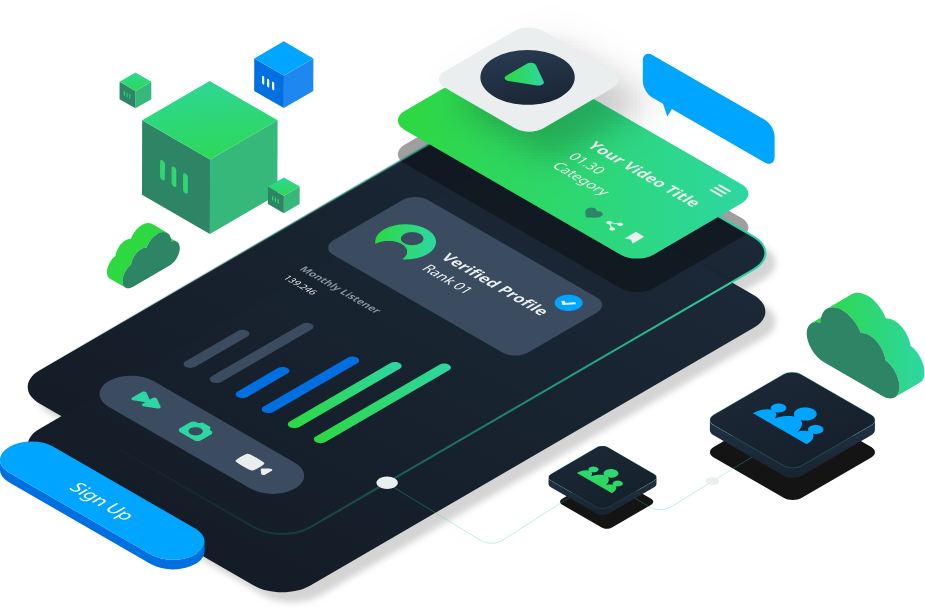 Your Video Title
01.30
Category
Verified Profile
Rank 01
Monthly Listener
139.246
Sign Up